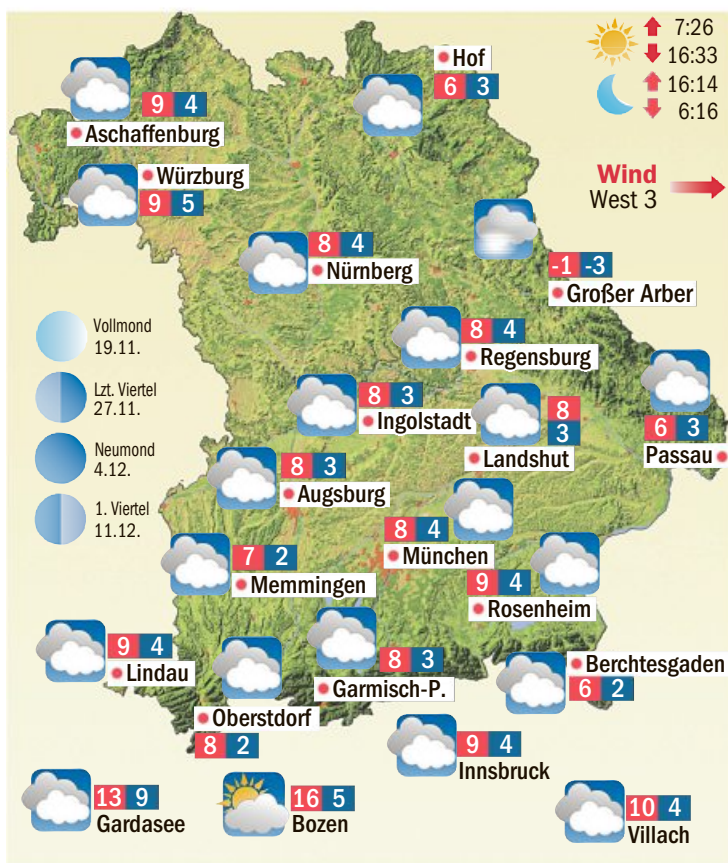 7:26
16:33
16:14
6:16
Hof
6 3
9 4
Aschaffenburg
Würzburg
9 5
Wind
West 3
8 4
Nürnberg
-1 -3
Großer Arber
Vollmond
19.11.
Lzt. Viertel
27.11.
Neumond
4.12.
1. Viertel
11.12.
8 4
Regensburg
8 3
Ingolstadt
8
3
Landshut
6 3
Passau
8 3
Augsburg
8 4
München
7 2
Memmingen
9 4
Rosenheim
9 4
Lindau
8 3
Garmisch-P.
Berchtesgaden
6 2
Oberstdorf
8 2
9 4
Innsbruck
13 9
Gardasee
16 5
Bozen
10 4
Villach